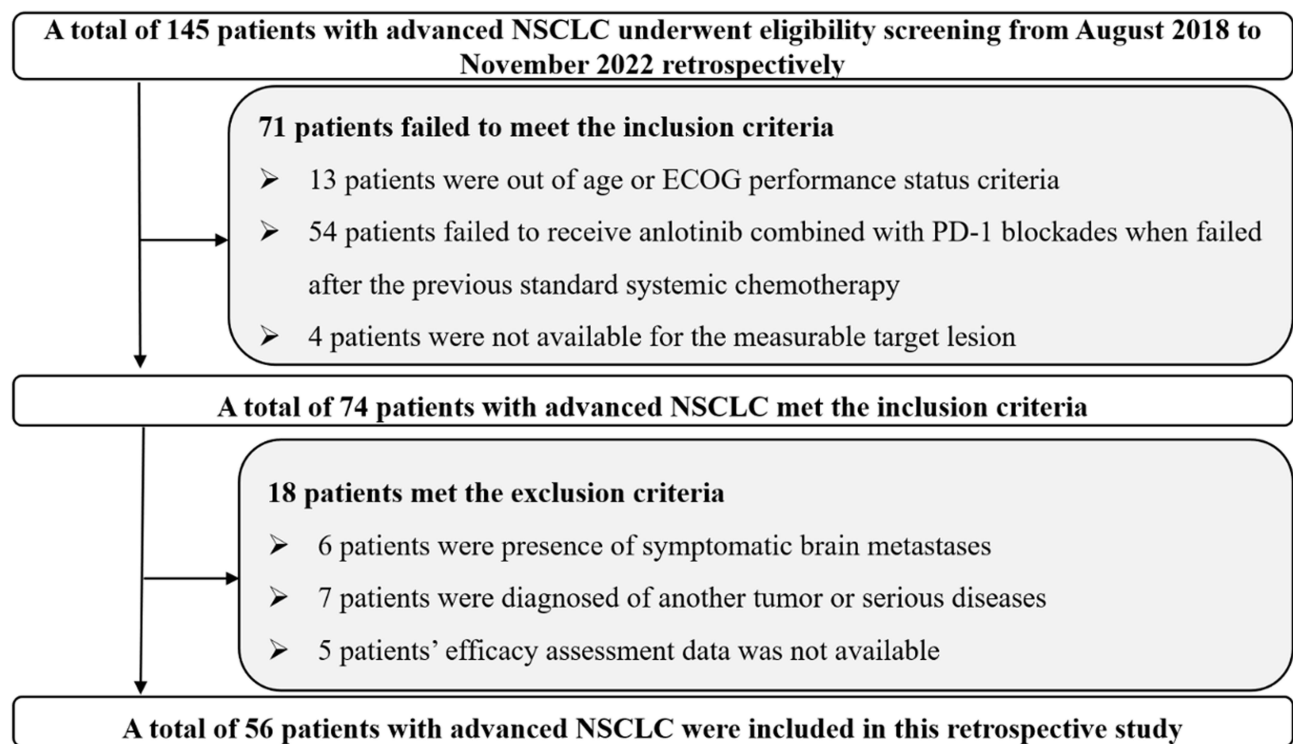 A total of 145 patients with advanced NSCLC underwent eligibility screening from August 2018 to
November 2022 retrospectively
71 patients failed to meet the inclusion criteria
➢ 13 patients were out of age or ECOG performance status criteria
➢ 54 patients failed to receive anlotinib combined with PD-1 blockades when failed
after the previous standard systemic chemotherapy
➢ 4 patients were not available for the measurable target lesion
A total of 74 patients with advanced NSCLC met the inclusion criteria
18 patients met the exclusion criteria
➢ 6 patients were presence of symptomatic brain metastases
➢ 7 patients were diagnosed of another tumor or serious diseases
➢ 5 patients’ efficacy assessment data was not available
A total of 56 patients with advanced NSCLC were included in this retrospective study